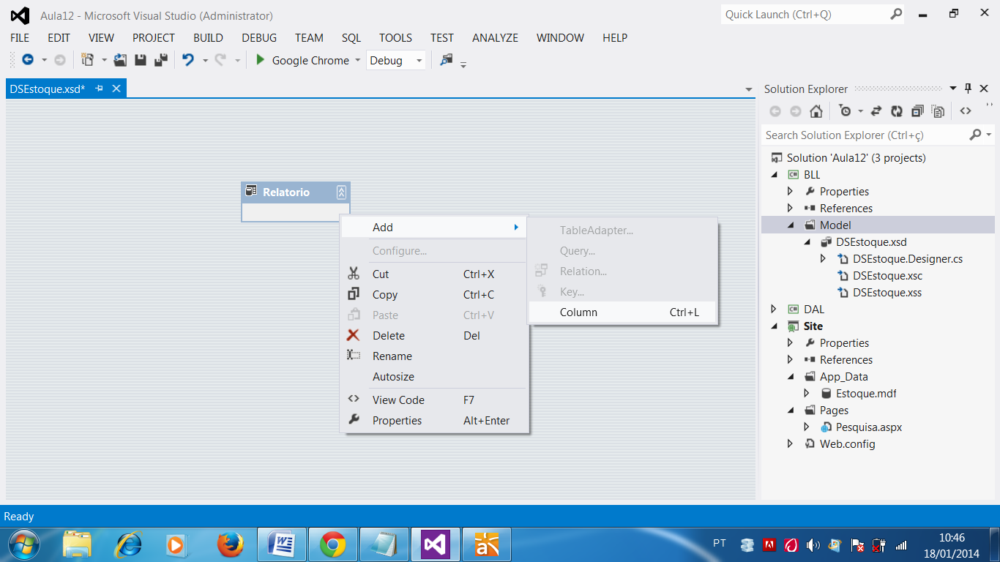 Aula12 - Microsoft Visual Studio (Administrator)
Quick Launch (Ctrl+Q)
FILE EDIT VIEW PROJECT BUILD DEBUG TEAM SQL TOOLS TEST ANALYZE WINDOW HELP
Google Chrome Debug
DSEstoque.xsd*
Relatorio
Add
Configure...
Cut Ctrl+X
Copy Ctrl+C
Paste Ctrl+V
Delete Del
Rename
Autosize
View Code F7
Properties Alt+Enter
TableAdapter...
Query...
Relation...
Key...
Column Ctrl+L
Solution Explorer
Search Solution Explorer (Ctrl+ç)
Solution 'Aula12' (3 projects)
BLL
Properties
References
Model
DSEstoque.xsd
DSEstoque.Designer.cs
DSEstoque.xsc
DSEstoque.xss
DAL
Site
Properties
References
App_Data
Estoque.mdf
Pages
Pesquisa.aspx
Web.config
Ready
PT
10:46
18/01/2014